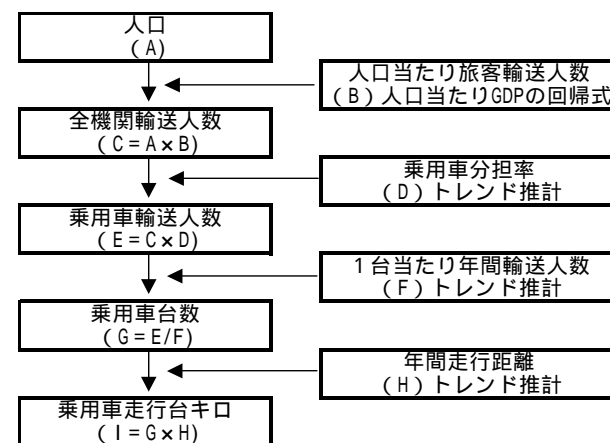 人口
(A)
人口当たり旅客輸送人数
(B)人口当たりGDPの回帰式
全機関輸送人数
(C=A×B)
乗用車分担率
(D)トレンド推計
乗用車輸送人数
(E=C×D)
1台当たり年間輸送人数
(F)トレンド推計
乗用車台数
(G=E/F)
年間走行距離
(H)トレンド推計
乗用車走行台キロ
(I=G×H)